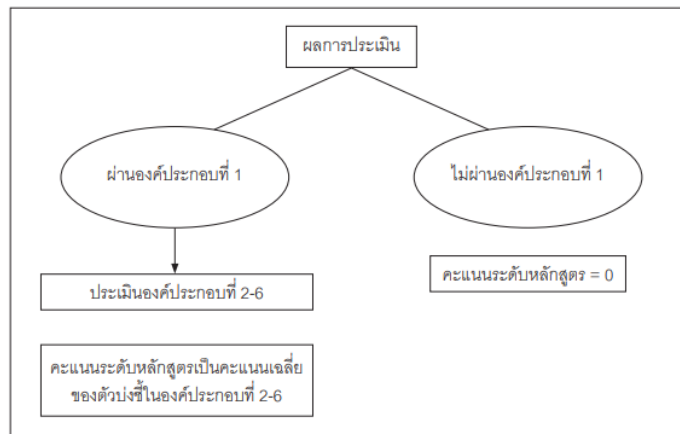 ผลการประเมิน
ผ่านองค์ประกอบที่ 1
ไม่ผ่านองค์ประกอบที่ 1
คะแนนระดับหลักสูตร = 0
ประเมินองค์ประกอบที่ 2-6
คะแนนระดับหลักสูตรเป็นคะแนนเฉลี่ย
ของตัวบ่งชี้ในองค์ประกอบที่ 2-6